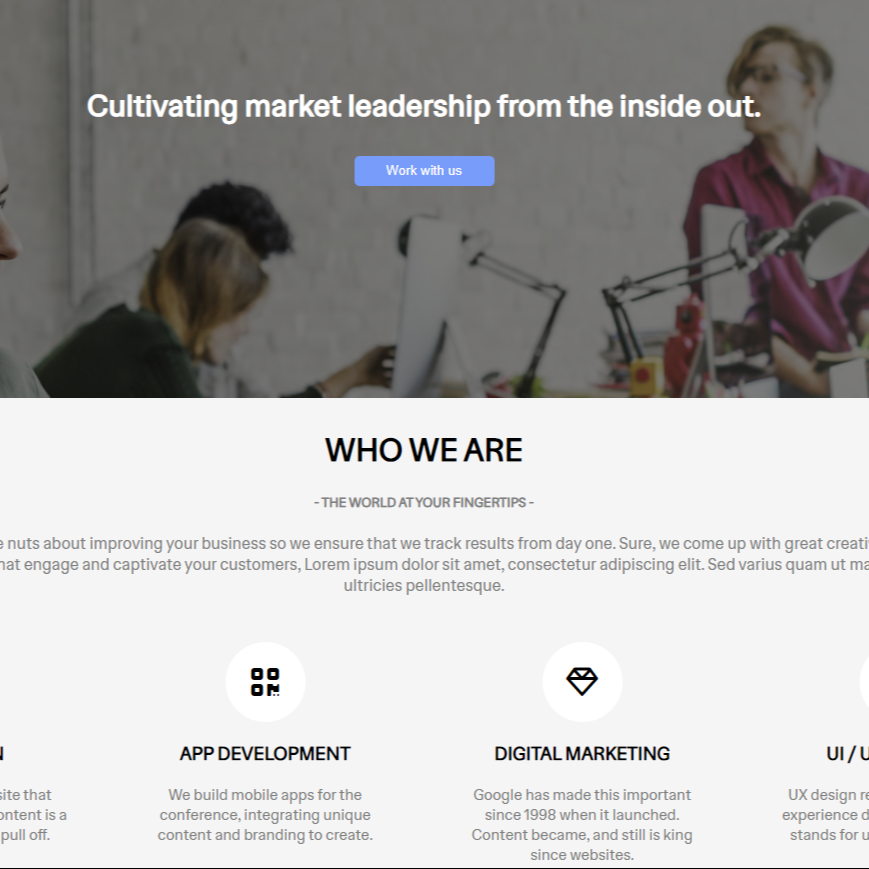 Cultivating market leadership from the inside out.
Work with us
WHO WE ARE
- THE WORLD AT YOUR FINGERTIPS -
nuts about improving your business so we ensure that we track results from day one. Sure, we come up with great
engage and captivate your customers, Lorem ipsum dolor sit amet, consectetur adipiscing elit. Sed varius quam ut
ultricies pellentesque.
APP DEVELOPMENT
DIGITAL MARKETING
UI /
site that
content is a
pull off.
We build mobile apps for the
conference, integrating unique
content and branding to create.
Google has made this important
since 1998 when it launched.
Content became, and still is king
since websites.
UX design
experience
stands for